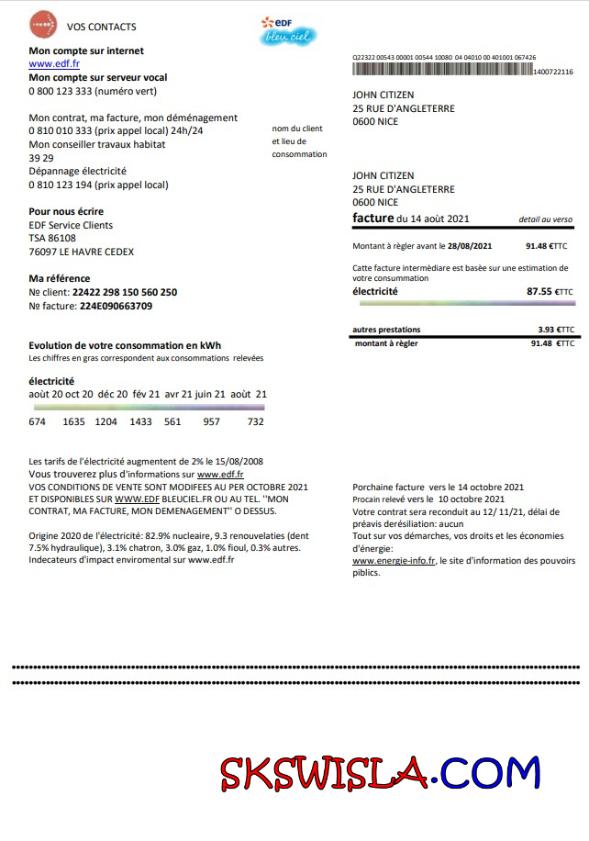 VOS CONTACTS
Mon compte sur internet
www.edf.fr
Mon compte sur serveur vocal
0 800 123 333 (numéro vert)
Mon contrat, ma facture, mon déménagement
0 810 010 333 (prix appel local) 24h/24
Mon conseiller travaux habitat
39 29
Dépannage électricité
0 810 123 194 (prix appel local)
Pour nous écrire
EDF Service Clients
TSA 86108
76097 LE HAVRE CEDEX
Ma référence
№ client: 22422 298 150 560 250
№ facture: 224E090663709
Evolution de votre consommation en kWh
Les chiffres en gras correspondent aux consommations relevées
électricité
août 20 oct 20 déc 20 fév 21 avr 21 juin 21 août 21
674 1635 1204 1433 561 957 732
Les tarifs de l'électricité augmentent de 2% le 15/08/2008
Vous trouverez plus d'informations sur www.edf.fr
VOS CONDITIONS DE VENTE SONT MODIFEES AU PER OCTOBRE 2021
ET DISPONIBLES SUR WWW.EDF BLEUCIEL.FR OU AU TEL. "MON
CONTRAT, MA FACTURE, MON DEMENAGEMENT" O DESSUS.
Origine 2020 de l'électricité: 82.9% nucleaire, 9.3 renouvelaties (dent
7.5% hydraulique), 3.1% chatron, 3.0% gaz, 1.0% fioul, 0.3% autres.
Indecateurs d'impact enviromental sur www.edf.fr
eDF
bleu ciel
nom du client
et lieu de
consommation
Q22322 00543 00001 00544 10080 04 04010 00 401001 067426
1400722116
JOHN CITIZEN
25 RUE D'ANGLETERRE
0600 NICE
JOHN CITIZEN
25 RUE D'ANGLETERRE
0600 NICE
facture du 14 août 2021 detail au verso
Montant à règler avant le 28/08/2021 91.48 €TTC
Catte facture intermèdiare est basèe sur une estimation de
votre consummation
électricité 87.55 €TTC
autres prestations 3.93 €TTC
montant à règler 91.48 €TTC
Porchaine facture vers le 14 octobre 2021
Procain relevé vers le 10 octobre 2021
Votre contrat sera reconduit au 12/ 11/21, délai de
préavis derésiliation: aucun
Tout sur vos démarches, vos droits et les économies
d'énergie:
www.energie-info.fr, le site d'information des pouvoirs
piblics.
SKSWISLA.COM